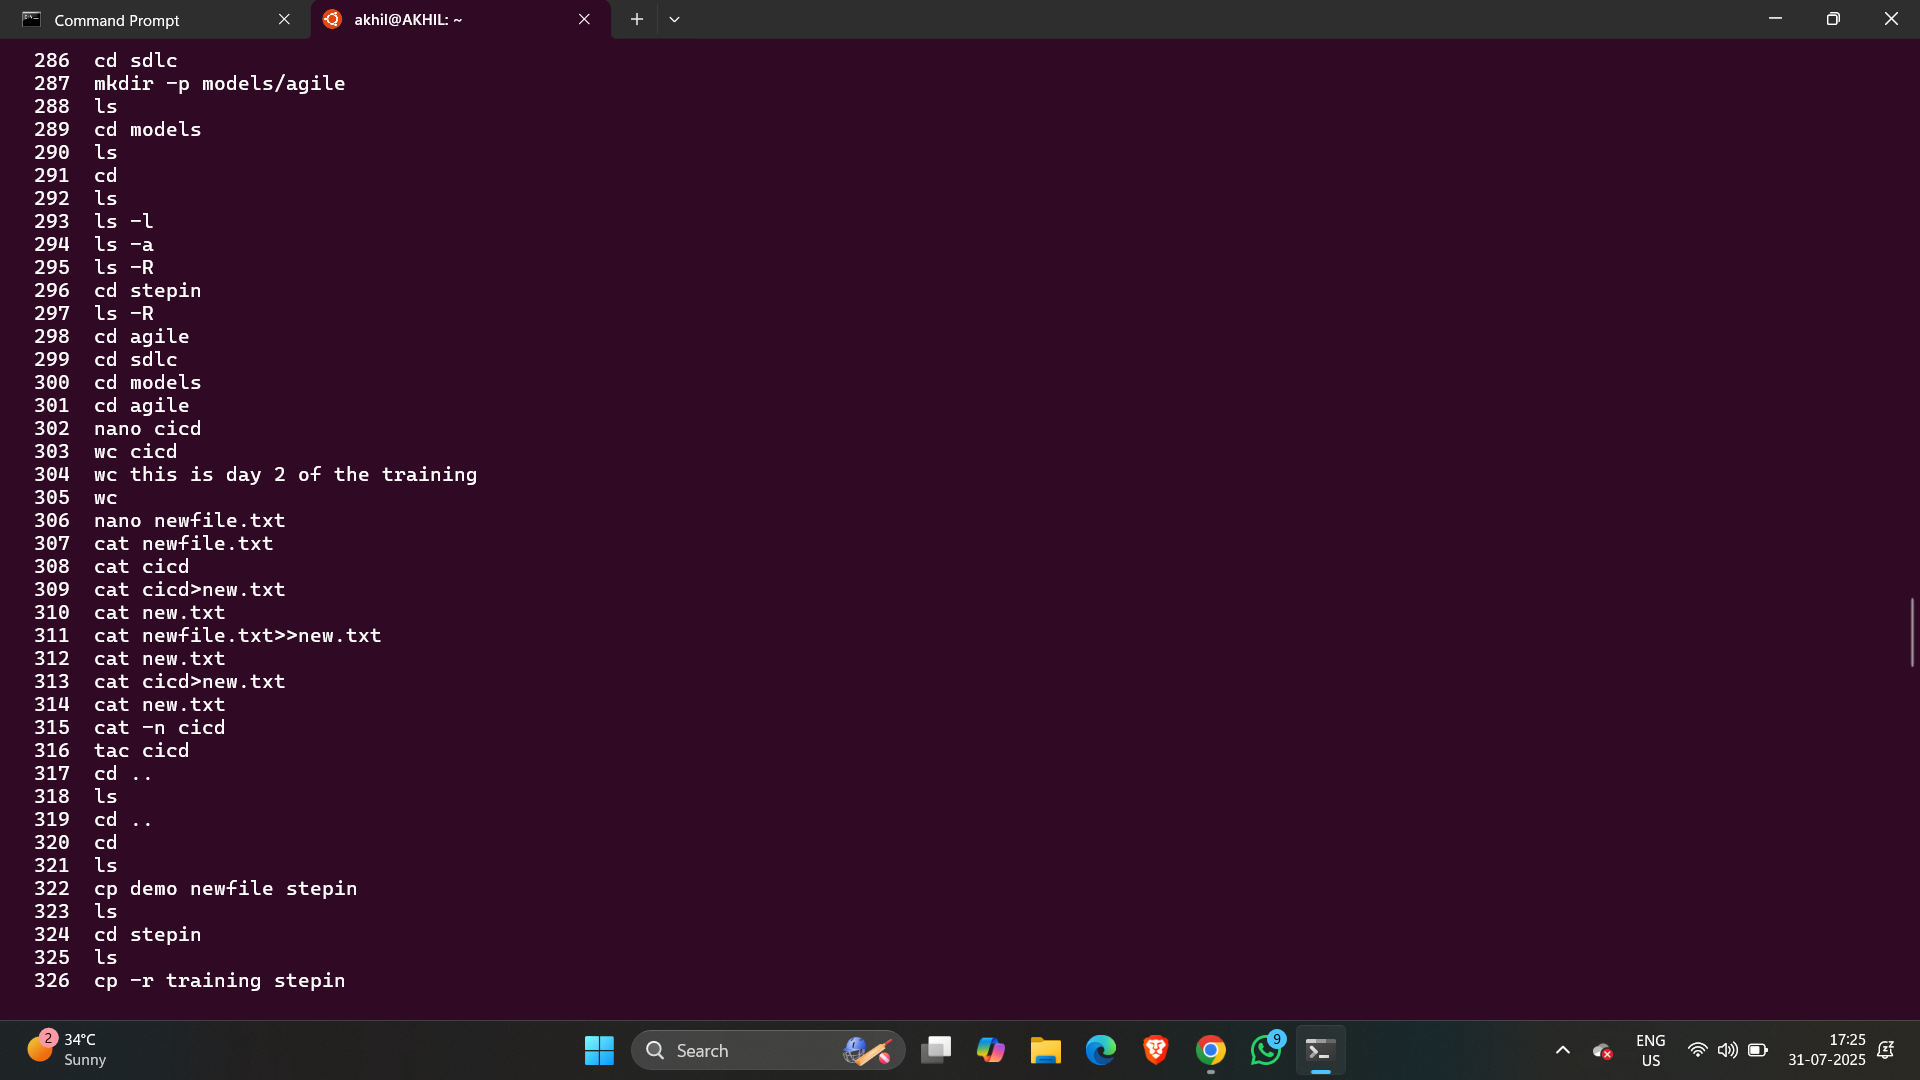 Command Prompt
akhil@AKHIL: ~
286 cd sdlc
287 mkdir -p models/agile
288 ls
289 cd models
290 ls
291 cd
292 ls
293 ls -l
294 ls -a
295 ls -R
296 cd stepin
297 ls -R
298 cd agile
299 cd sdlc
300 cd models
301 cd agile
302 nano cicd
303 wc cicd
304 wc this is day 2 of the training
305 wc
306 nano newfile.txt
307 cat newfile.txt
308 cat cicd
309 cat cicd>new.txt
310 cat new.txt
311 cat newfile.txt>>new.txt
312 cat new.txt
313 cat cicd>new.txt
314 cat new.txt
315 cat -n cicd
316 tac cicd
317 cd ..
318 ls
319 cd ..
320 cd
321 ls
322 cp demo newfile stepin
323 ls
324 cd stepin
325 ls
326 cp -r training stepin
2
34°C
Sunny
Search
9
ENG
US
17:25
31-07-2025